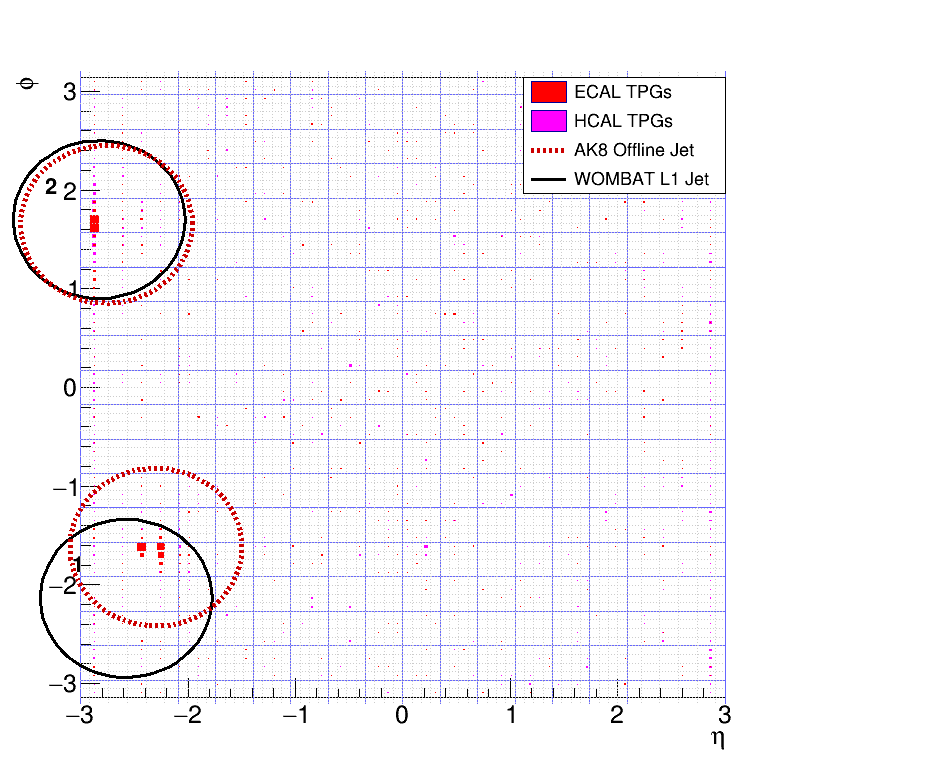 φ
3
ECAL TPGs
HCAL TPGs
AK8 Offline Jet
WOMBAT L1 Jet
2 2
1
0
−1
1
−2
−3
−3 −2 −1 0 1 2 3
η